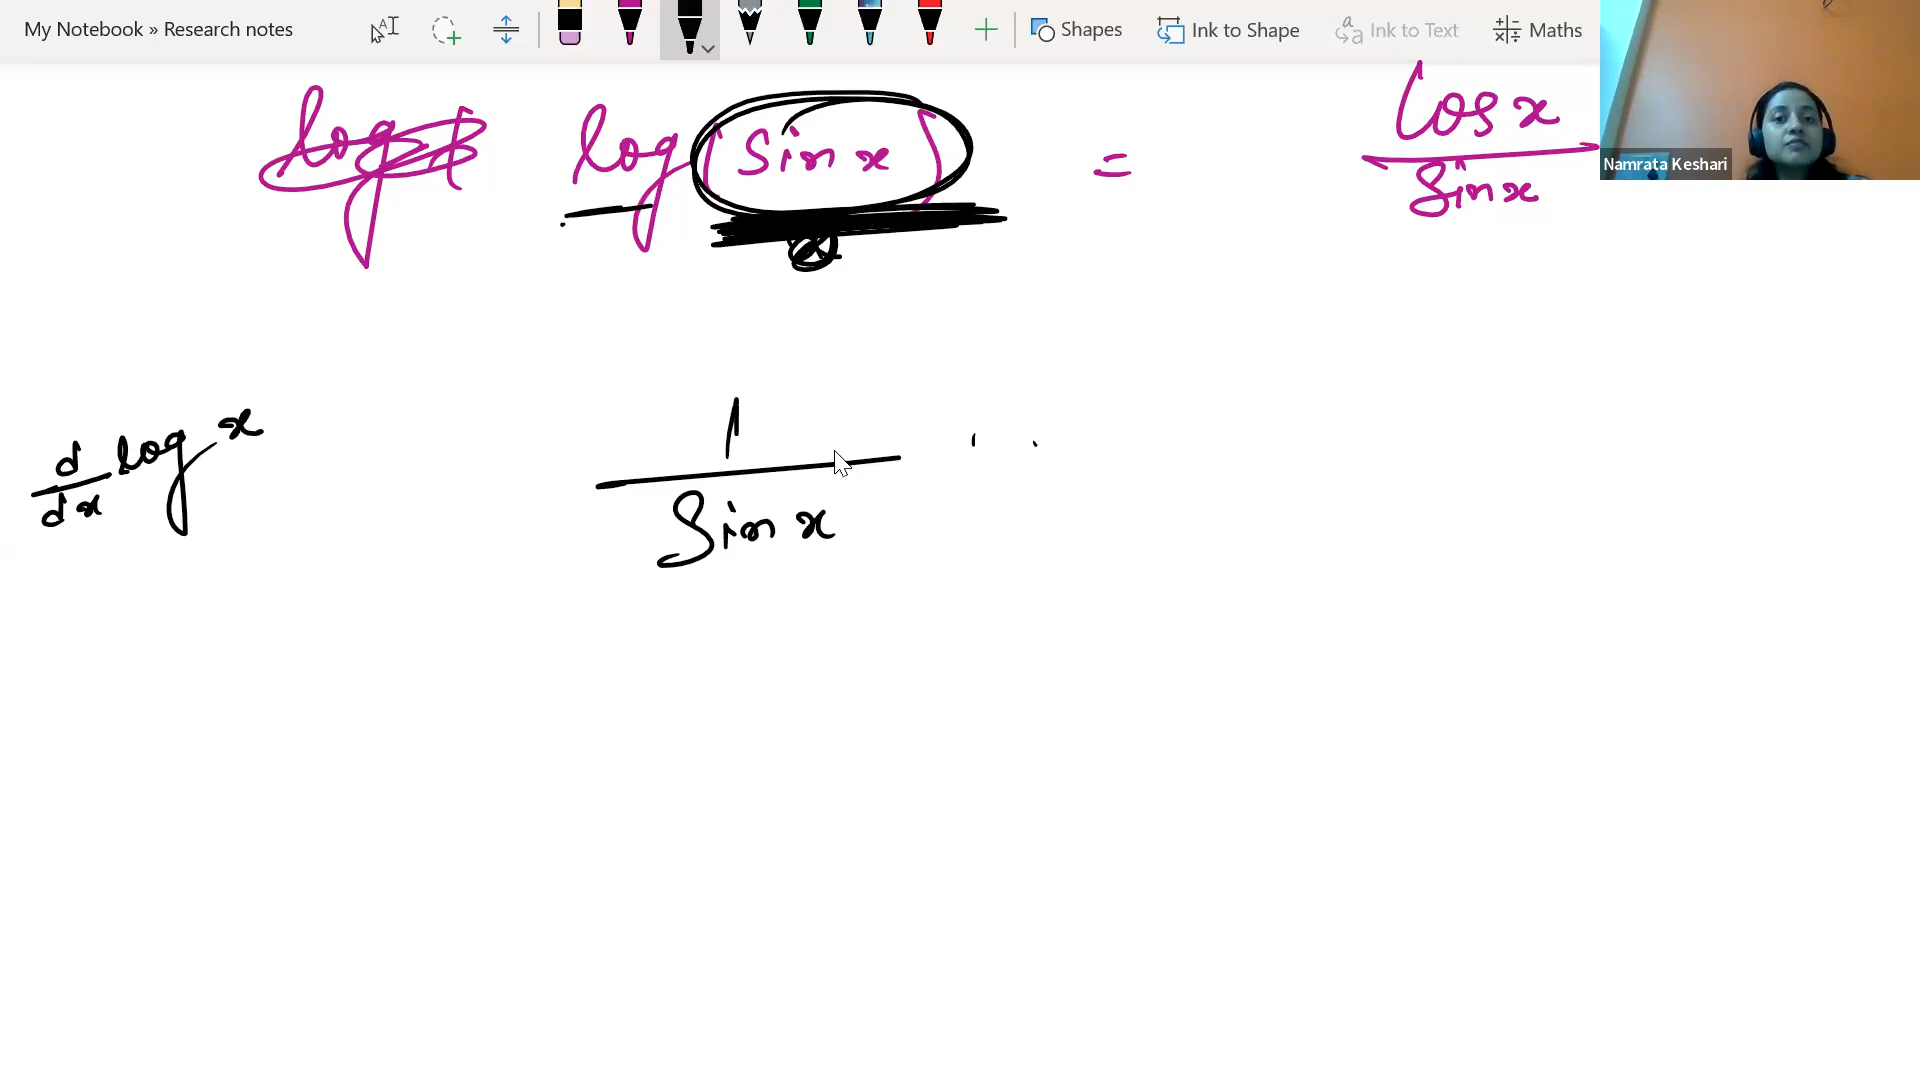 My Notebook » Research notes
Shapes
Ink to Shape
Ink to Text
Maths
Namrata Keshari
log log(sin x) = cos x / sin x
d/dx log x
1 / sin x